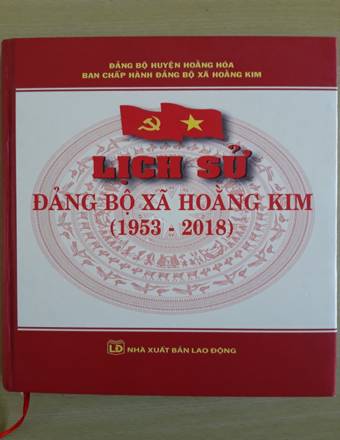 ĐẢNG BỘ HUYỆN HOẰNG HÓA
BAN CHẤP HÀNH ĐẢNG BỘ XÃ HOẰNG KIM
LỊCH SỬ
ĐẢNG BỘ XÃ HOẰNG KIM
(1953 - 2018)
LĐ NHÀ XUẤT BẢN LAO ĐỘNG